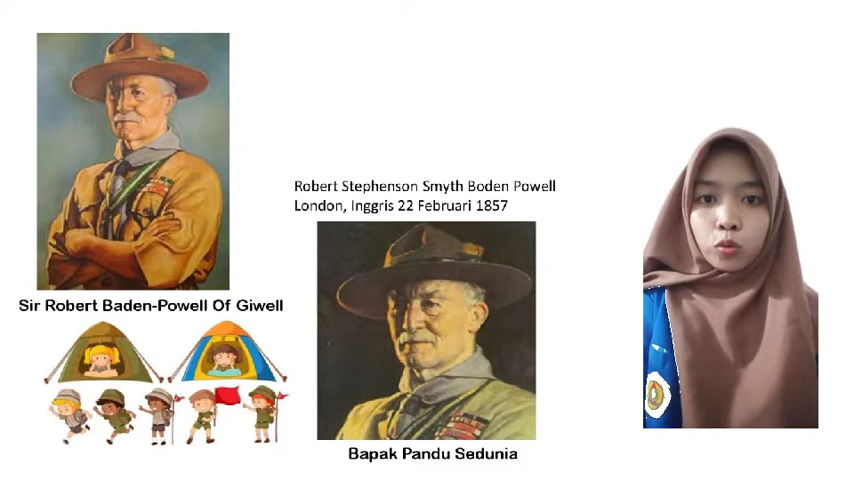 Sir Robert Baden-Powell Of Giwell
Robert Stephenson Smyth Boden Powell
London, Inggris 22 Februari 1857
Bapak Pandu Sedunia